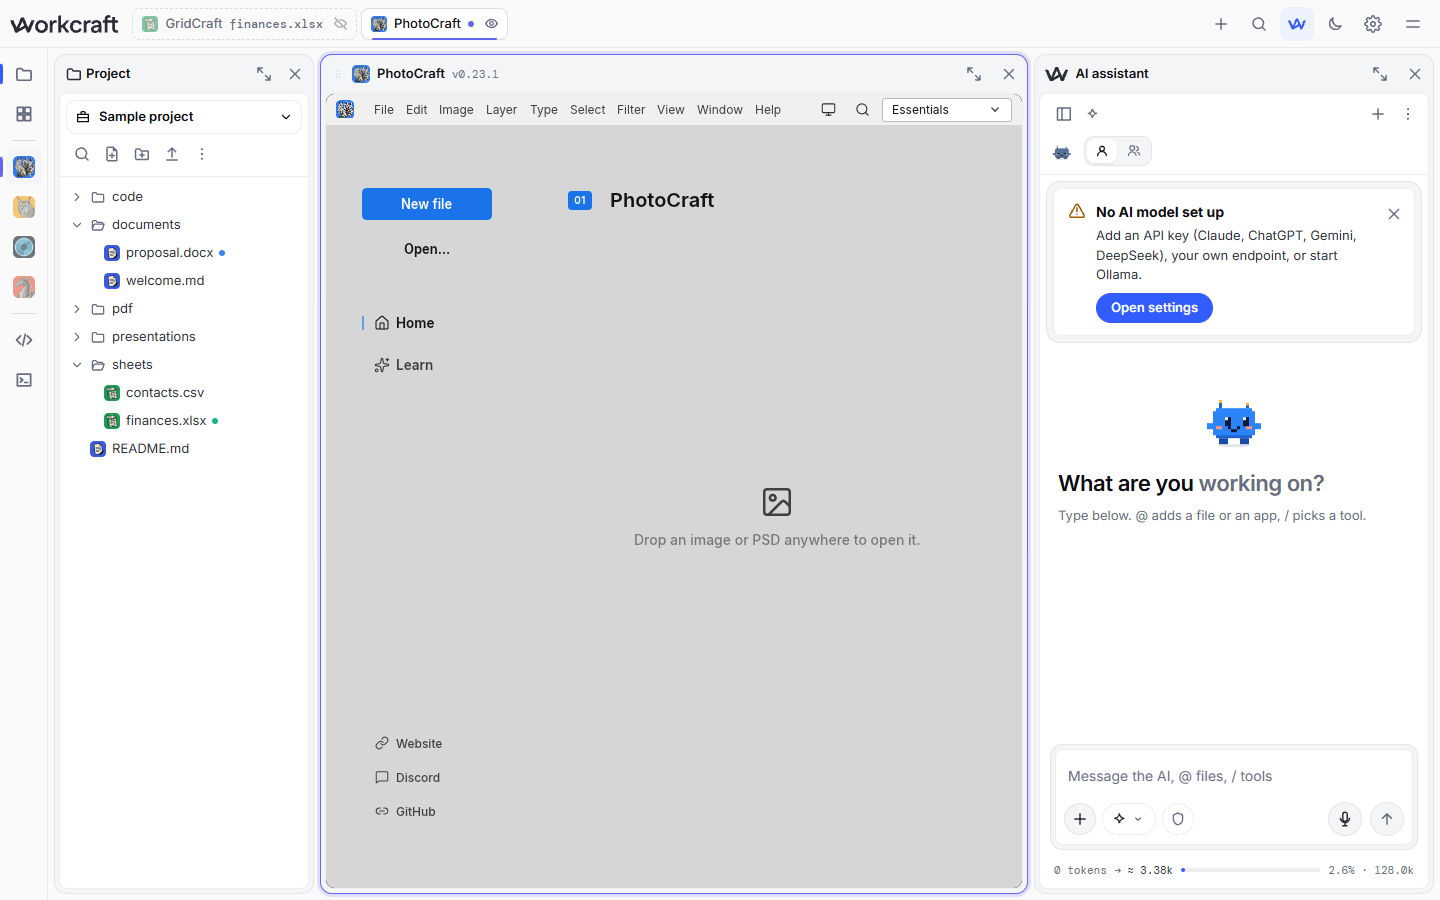 workcraft
GridCraft finances.xlsx
PhotoCraft
Project
Sample project
code
documents
proposal.docx
welcome.md
pdf
presentations
sheets
contacts.csv
finances.xlsx
README.md
PhotoCraft v0.23.1
File Edit Image Layer Type Select Filter View Window Help
Essentials
New file
Open...
Home
Learn
01 PhotoCraft
Drop an image or PSD anywhere to open it.
Website
Discord
GitHub
AI assistant
No AI model set up
Add an API key (Claude, ChatGPT, Gemini,
DeepSeek), your own endpoint, or start
Ollama.
Open settings
What are you working on?
Type below. @ adds a file or an app, / picks a tool.
Message the AI, @ files, / tools
0 tokens → ≈ 3.38k 2.6% · 128.0k